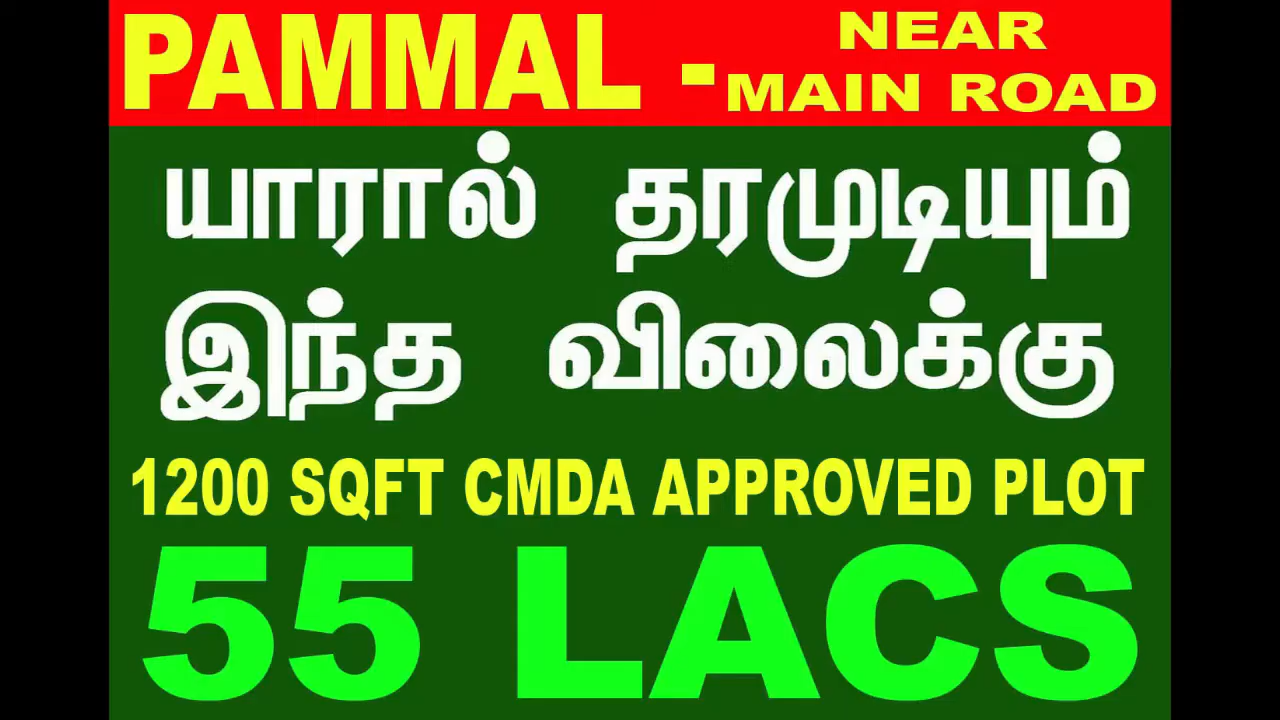 PAMMAL - NEAR MAIN ROAD
யாரால் தரமுடியும்
இந்த விலைக்கு
1200 SQFT CMDA APPROVED PLOT
55 LACS